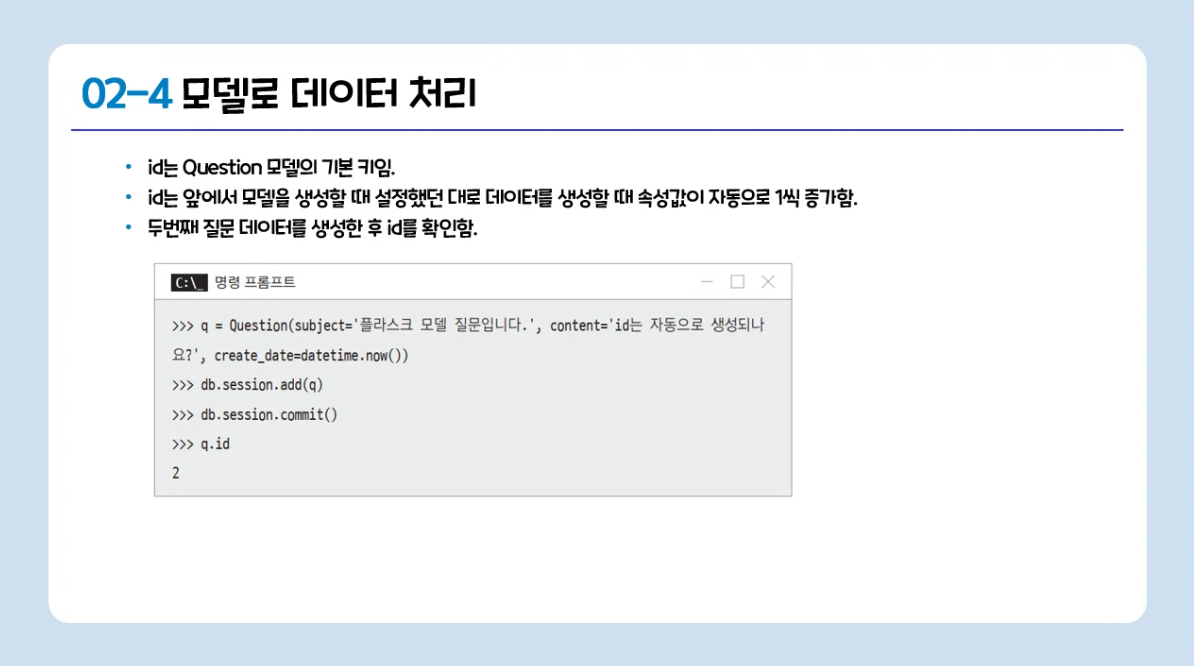 02-4 모델로 데이터 처리
• id는 Question 모델의 기본 키임.
• id는 앞에서 모델을 생성할 때 설정했던 대로 데이터를 생성할 때 속성값이 자동으로 1씩 증가함.
• 두번째 질문 데이터를 생성한 후 id를 확인함.
C:\_ 명령 프롬프트
>>> q = Question(subject='플라스크 모델 질문입니다.', content='id는 자동으로 생성되나
요?', create_date=datetime.now())
>>> db.session.add(q)
>>> db.session.commit()
>>> q.id
2